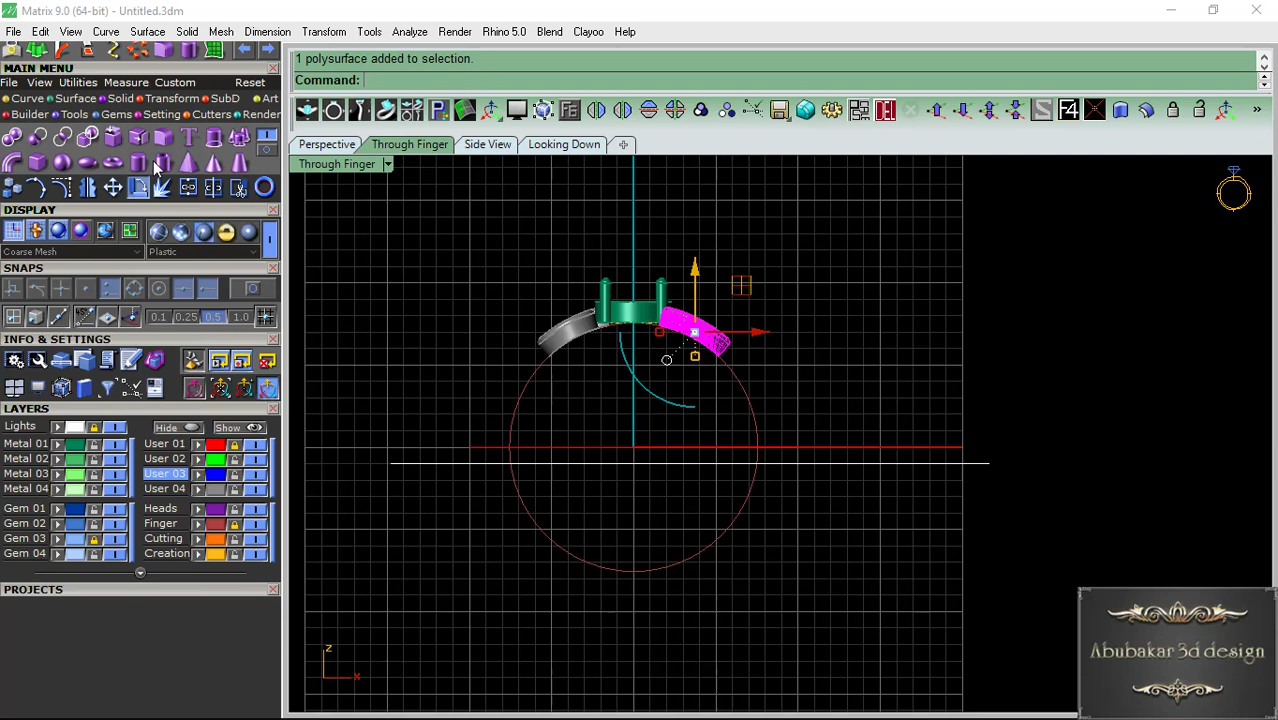 Matrix 9.0 (64-bit) - Untitled.3dm
File Edit View Curve Surface Solid Mesh Dimension Transform Tools Analyze Render Rhino 5.0 Blend Clayoo Help
1 polysurface added to selection.
Command:
MAIN MENU
File View Utilities Measure Custom Reset
Curve Surface Solid Transform SubD Art
Builder Tools Gems Setting Cutters Render
Perspective Through Finger Side View Looking Down
Through Finger
DISPLAY
Coarse Mesh Plastic
SNAPS
0.1 0.25 0.5 1.0
INFO & SETTINGS
LAYERS
Lights Hide Show
Metal 01 User 01
Metal 02 User 02
Metal 03 User 03
Metal 04 User 04
Gem 01 Heads
Gem 02 Finger
Gem 03 Cutting
Gem 04 Creation
PROJECTS
F4
z
x
Abubakar 3d design